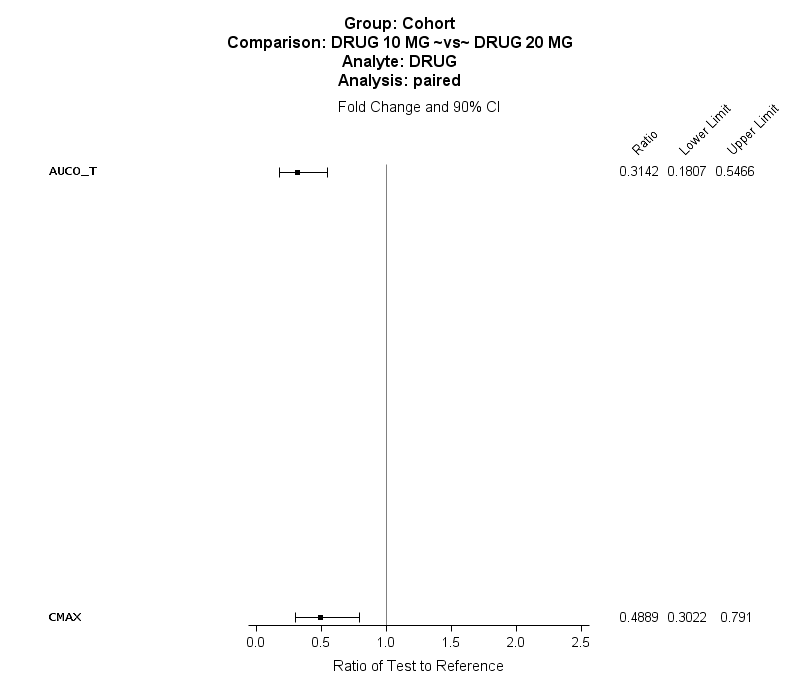 Group: Cohort
Comparison: DRUG 10 MG ~vs~ DRUG 20 MG
Analyte: DRUG
Analysis: paired
Fold Change and 90% CI
Ratio Lower Limit Upper Limit
AUC0_T 0.3142 0.1807 0.5466
CMAX 0.4889 0.3022 0.791
0.0 0.5 1.0 1.5 2.0 2.5
Ratio of Test to Reference